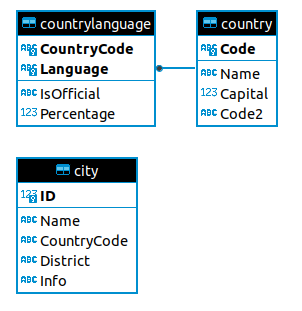 countrylanguage
CountryCode
Language
IsOfficial
Percentage
country
Code
Name
Capital
Code2
city
ID
Name
CountryCode
District
Info